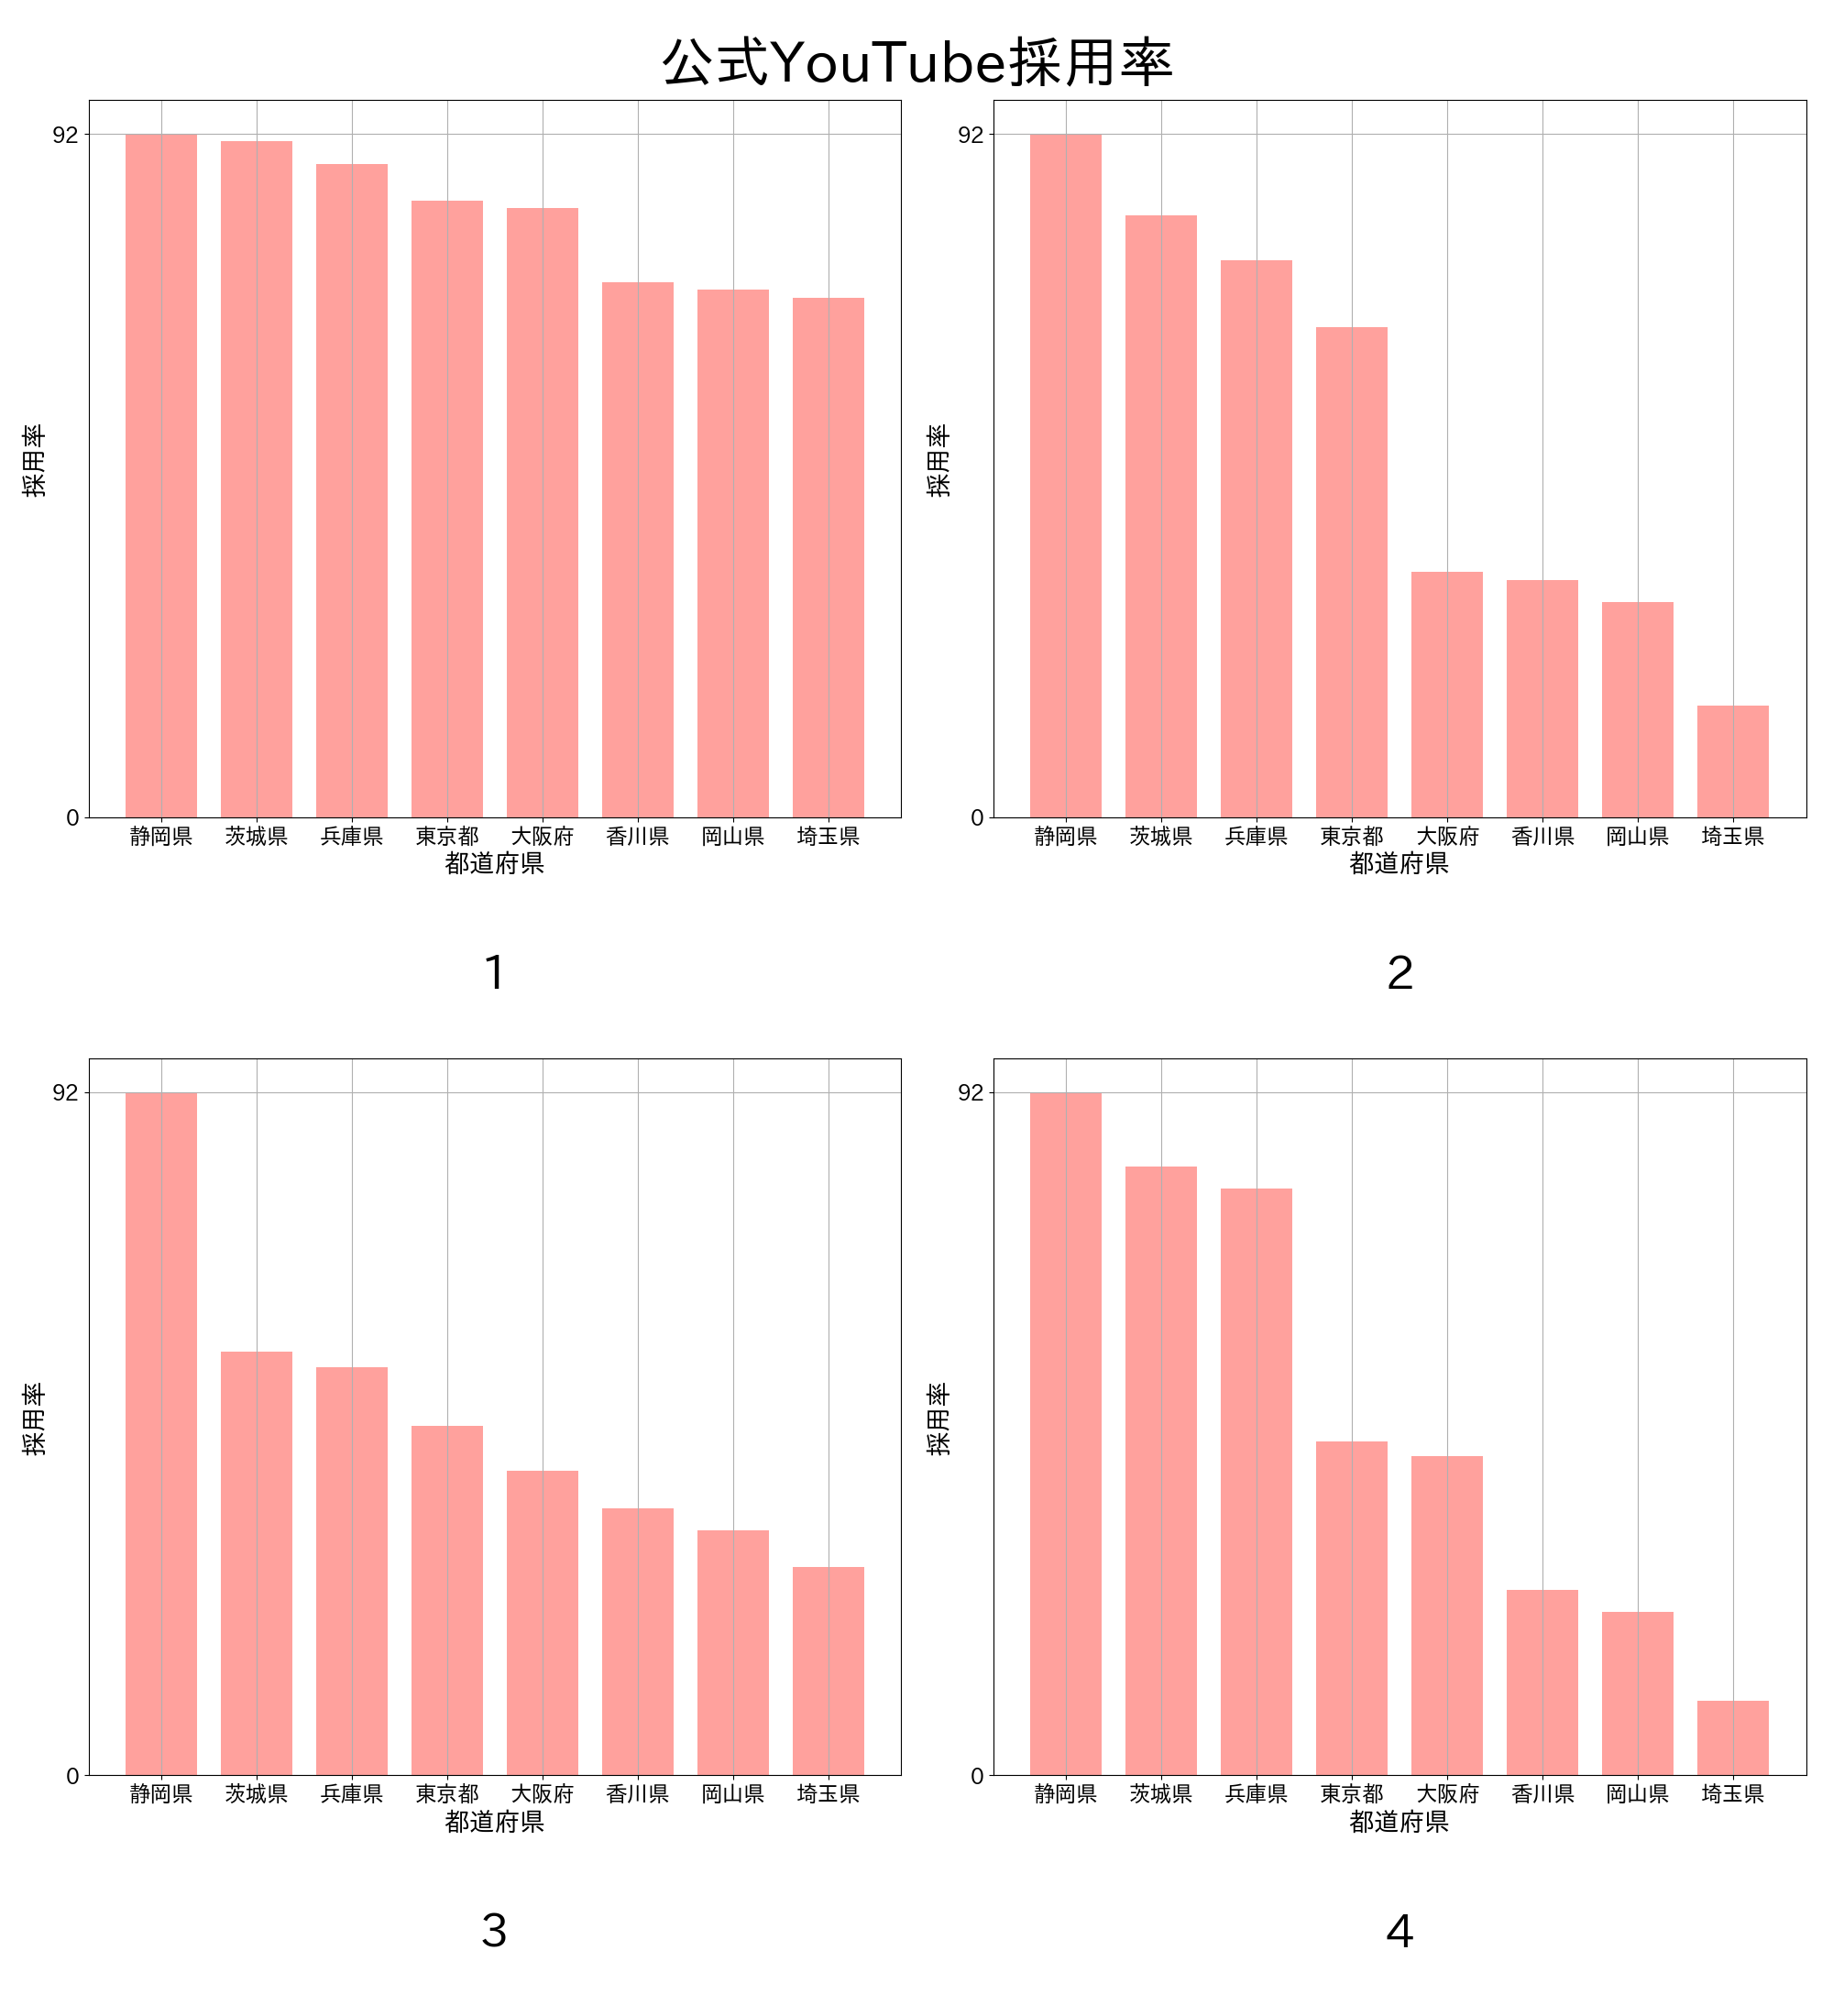 公式YouTube採用率
92
採用率
0
静岡県 茨城県 兵庫県 東京都 大阪府 香川県 岡山県 埼玉県
都道府県
1
92
採用率
0
静岡県 茨城県 兵庫県 東京都 大阪府 香川県 岡山県 埼玉県
都道府県
2
92
採用率
0
静岡県 茨城県 兵庫県 東京都 大阪府 香川県 岡山県 埼玉県
都道府県
3
92
採用率
0
静岡県 茨城県 兵庫県 東京都 大阪府 香川県 岡山県 埼玉県
都道府県
4